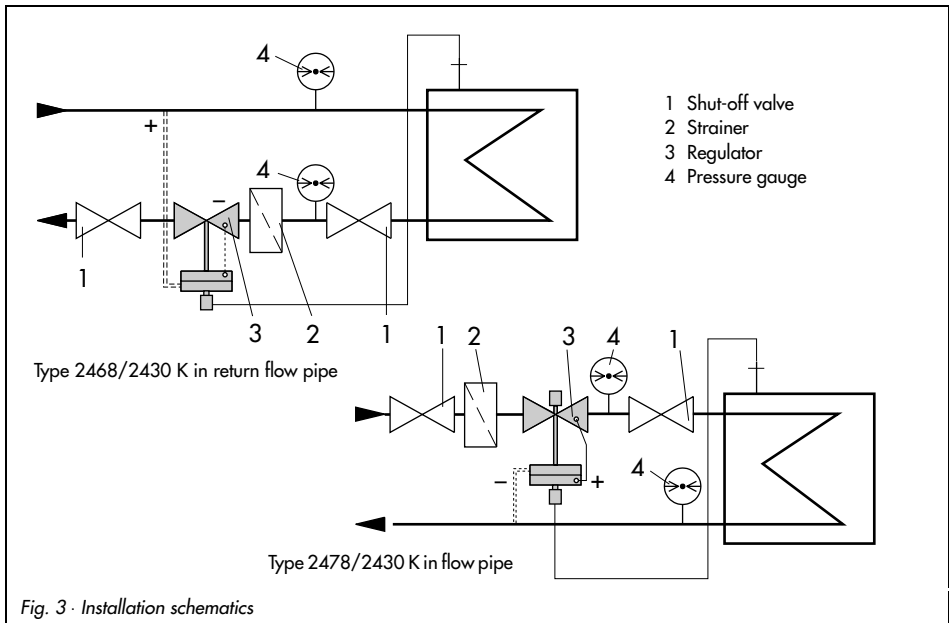 4
1 Shut-off valve
2 Strainer
3 Regulator
4 Pressure gauge
+
4
–
1
3 2 1
Type 2468/2430 K in return flow pipe
1 2 3 4 1
– +
4
Type 2478/2430 K in flow pipe
Fig. 3 · Installation schematics